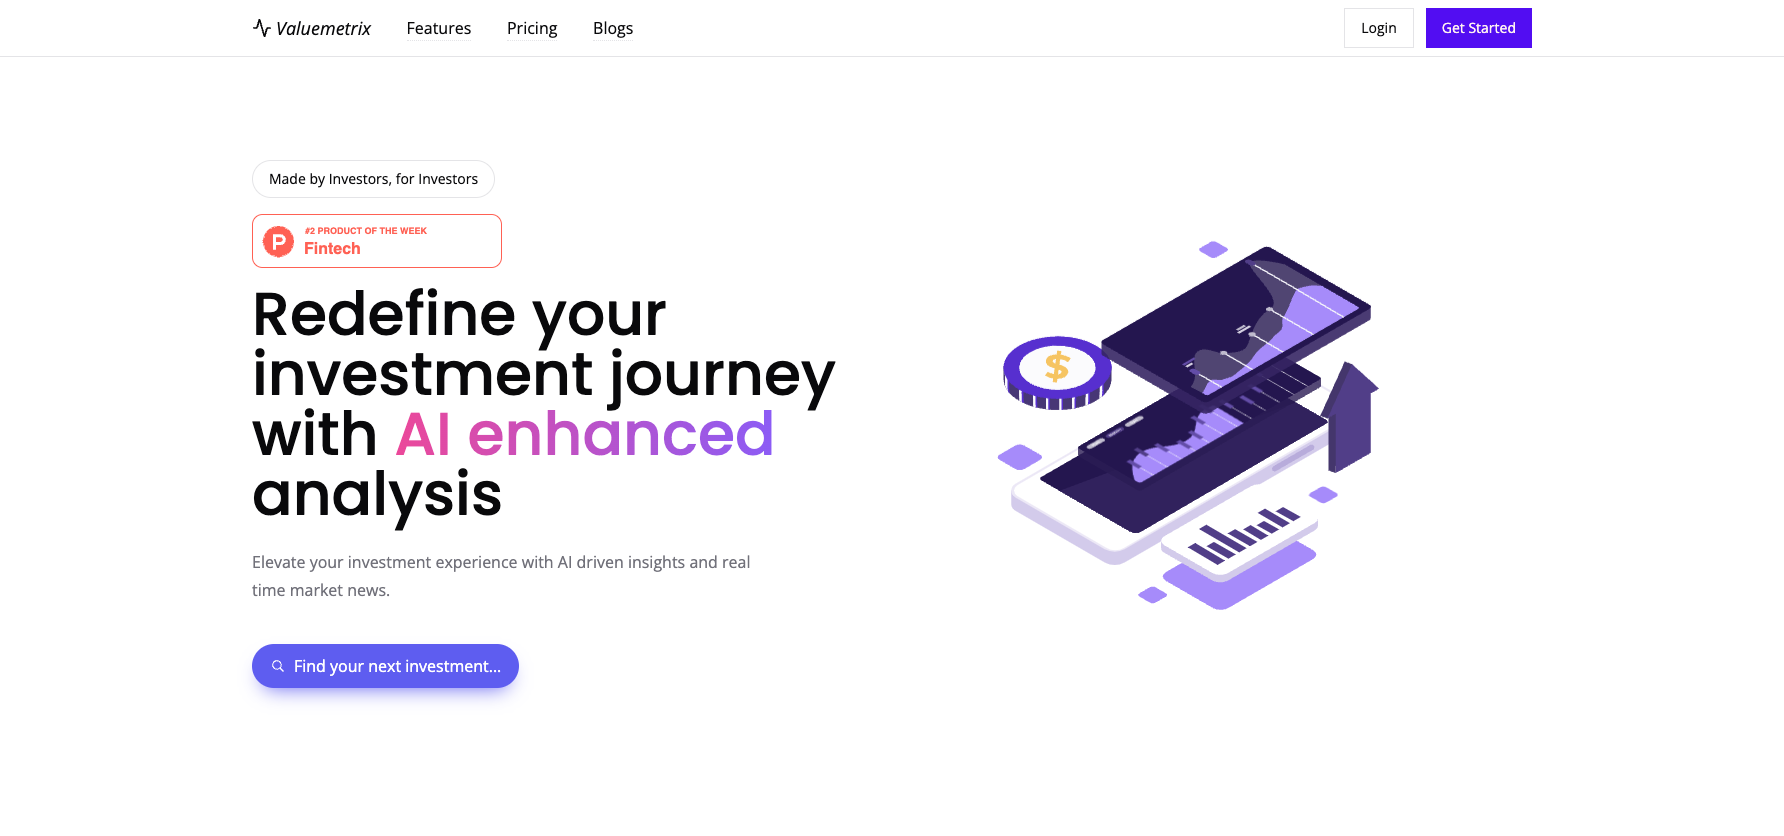 Valuemetrix
Features
Pricing
Blogs
Login
Get Started
Made by Investors, for Investors
P
#2 PRODUCT OF THE WEEK
Fintech
Redefine your
investment journey
with AI enhanced
analysis
Elevate your investment experience with AI driven insights and real
time market news.
Find your next investment...
$